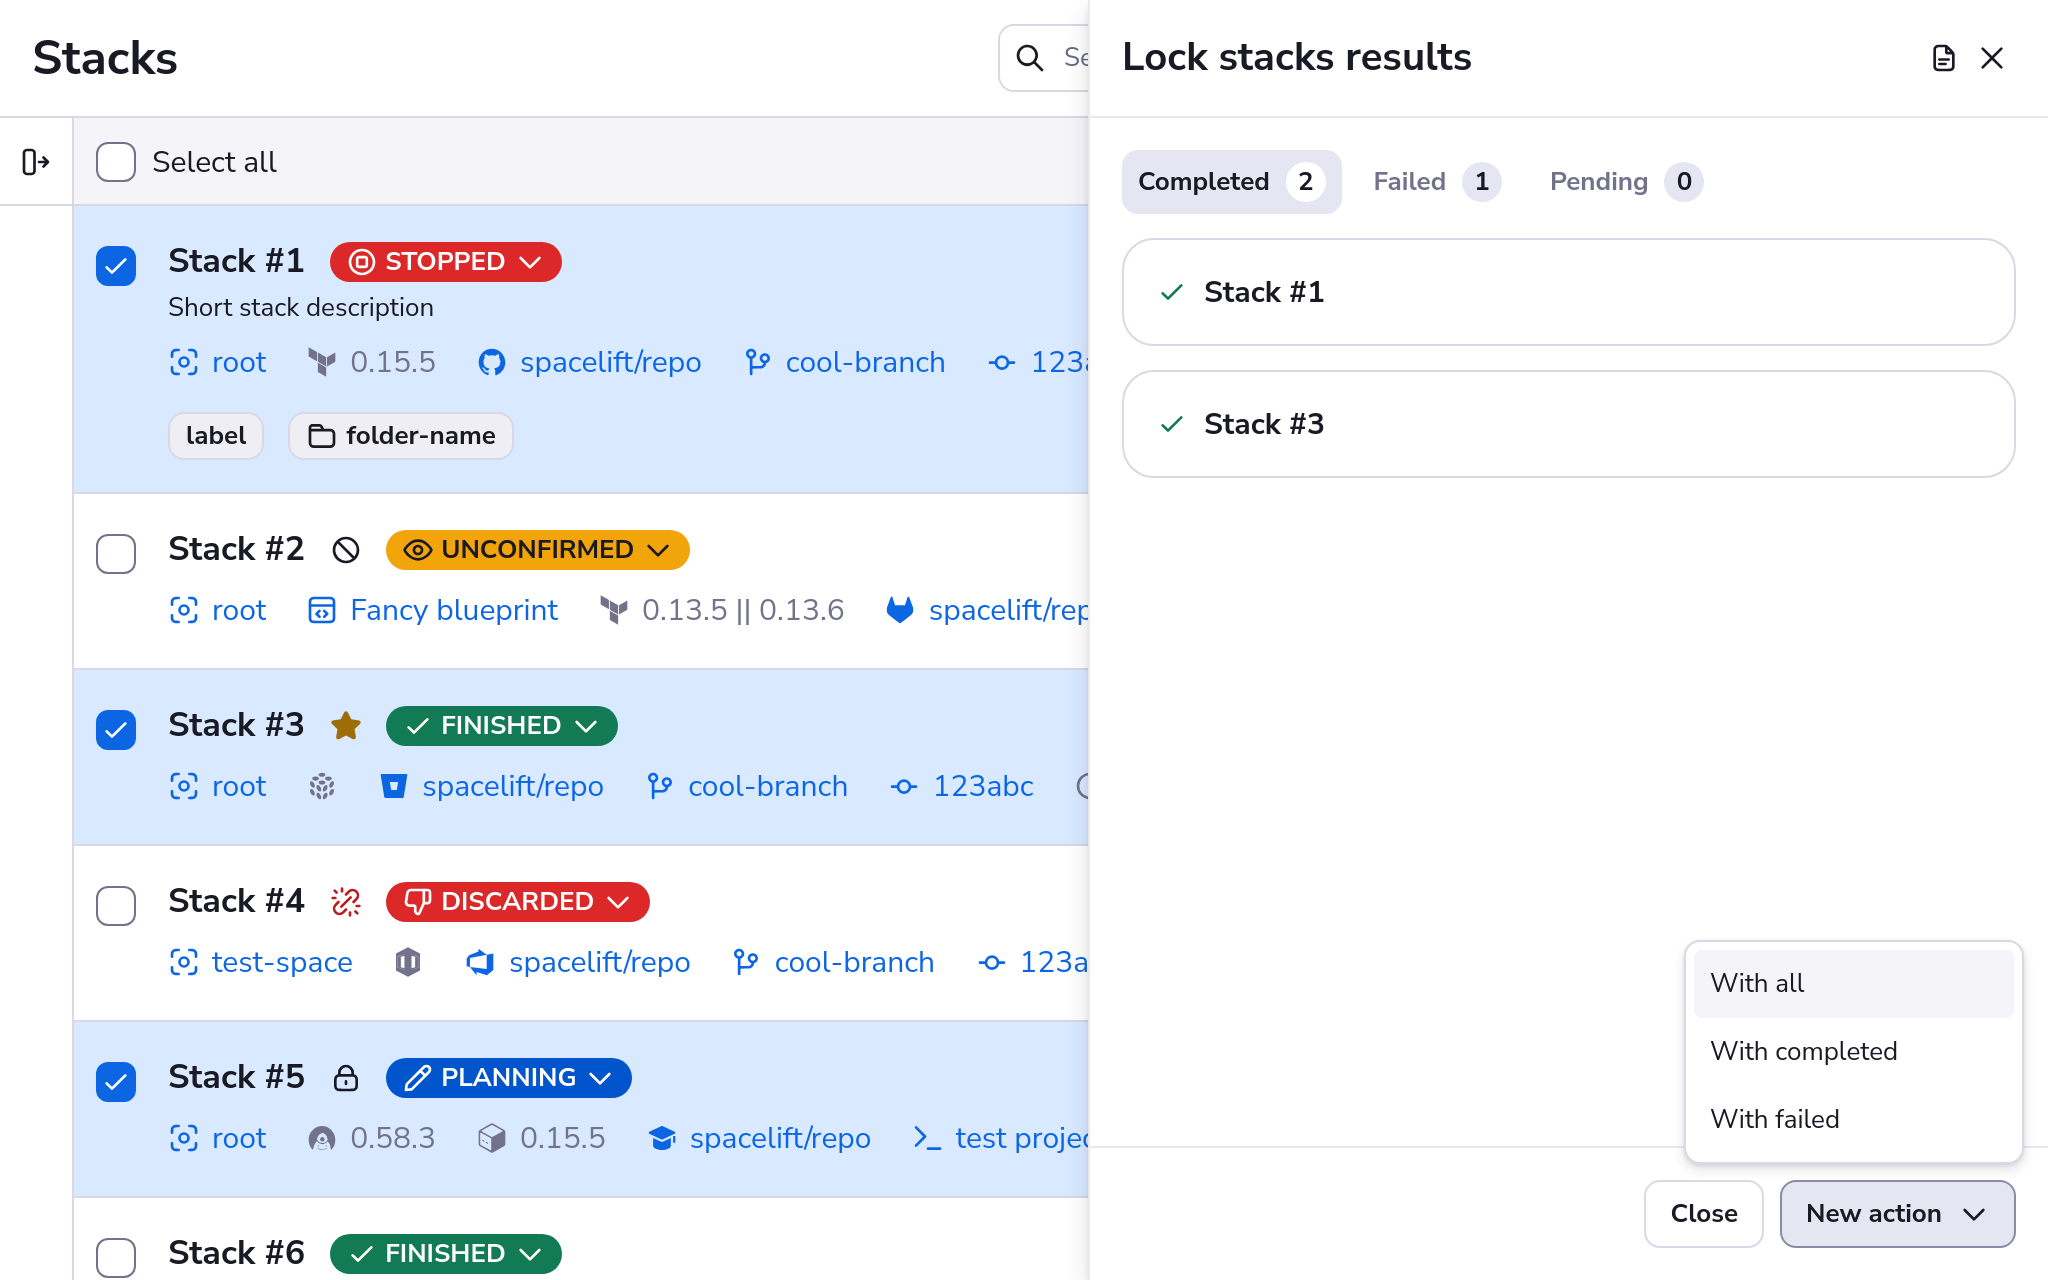 Stacks
Se
Select all
Stack #1 STOPPED
Short stack description
root 0.15.5 spacelift/repo cool-branch 123a
label folder-name
Stack #2 UNCONFIRMED
root Fancy blueprint 0.13.5 || 0.13.6 spacelift/rep
Stack #3 FINISHED
root spacelift/repo cool-branch 123abc
Stack #4 DISCARDED
test-space spacelift/repo cool-branch 123a
Stack #5 PLANNING
root 0.58.3 0.15.5 spacelift/repo test projec
Stack #6 FINISHED
Lock stacks results
Completed 2 Failed 1 Pending 0
Stack #1
Stack #3
With all
With completed
With failed
Close New action